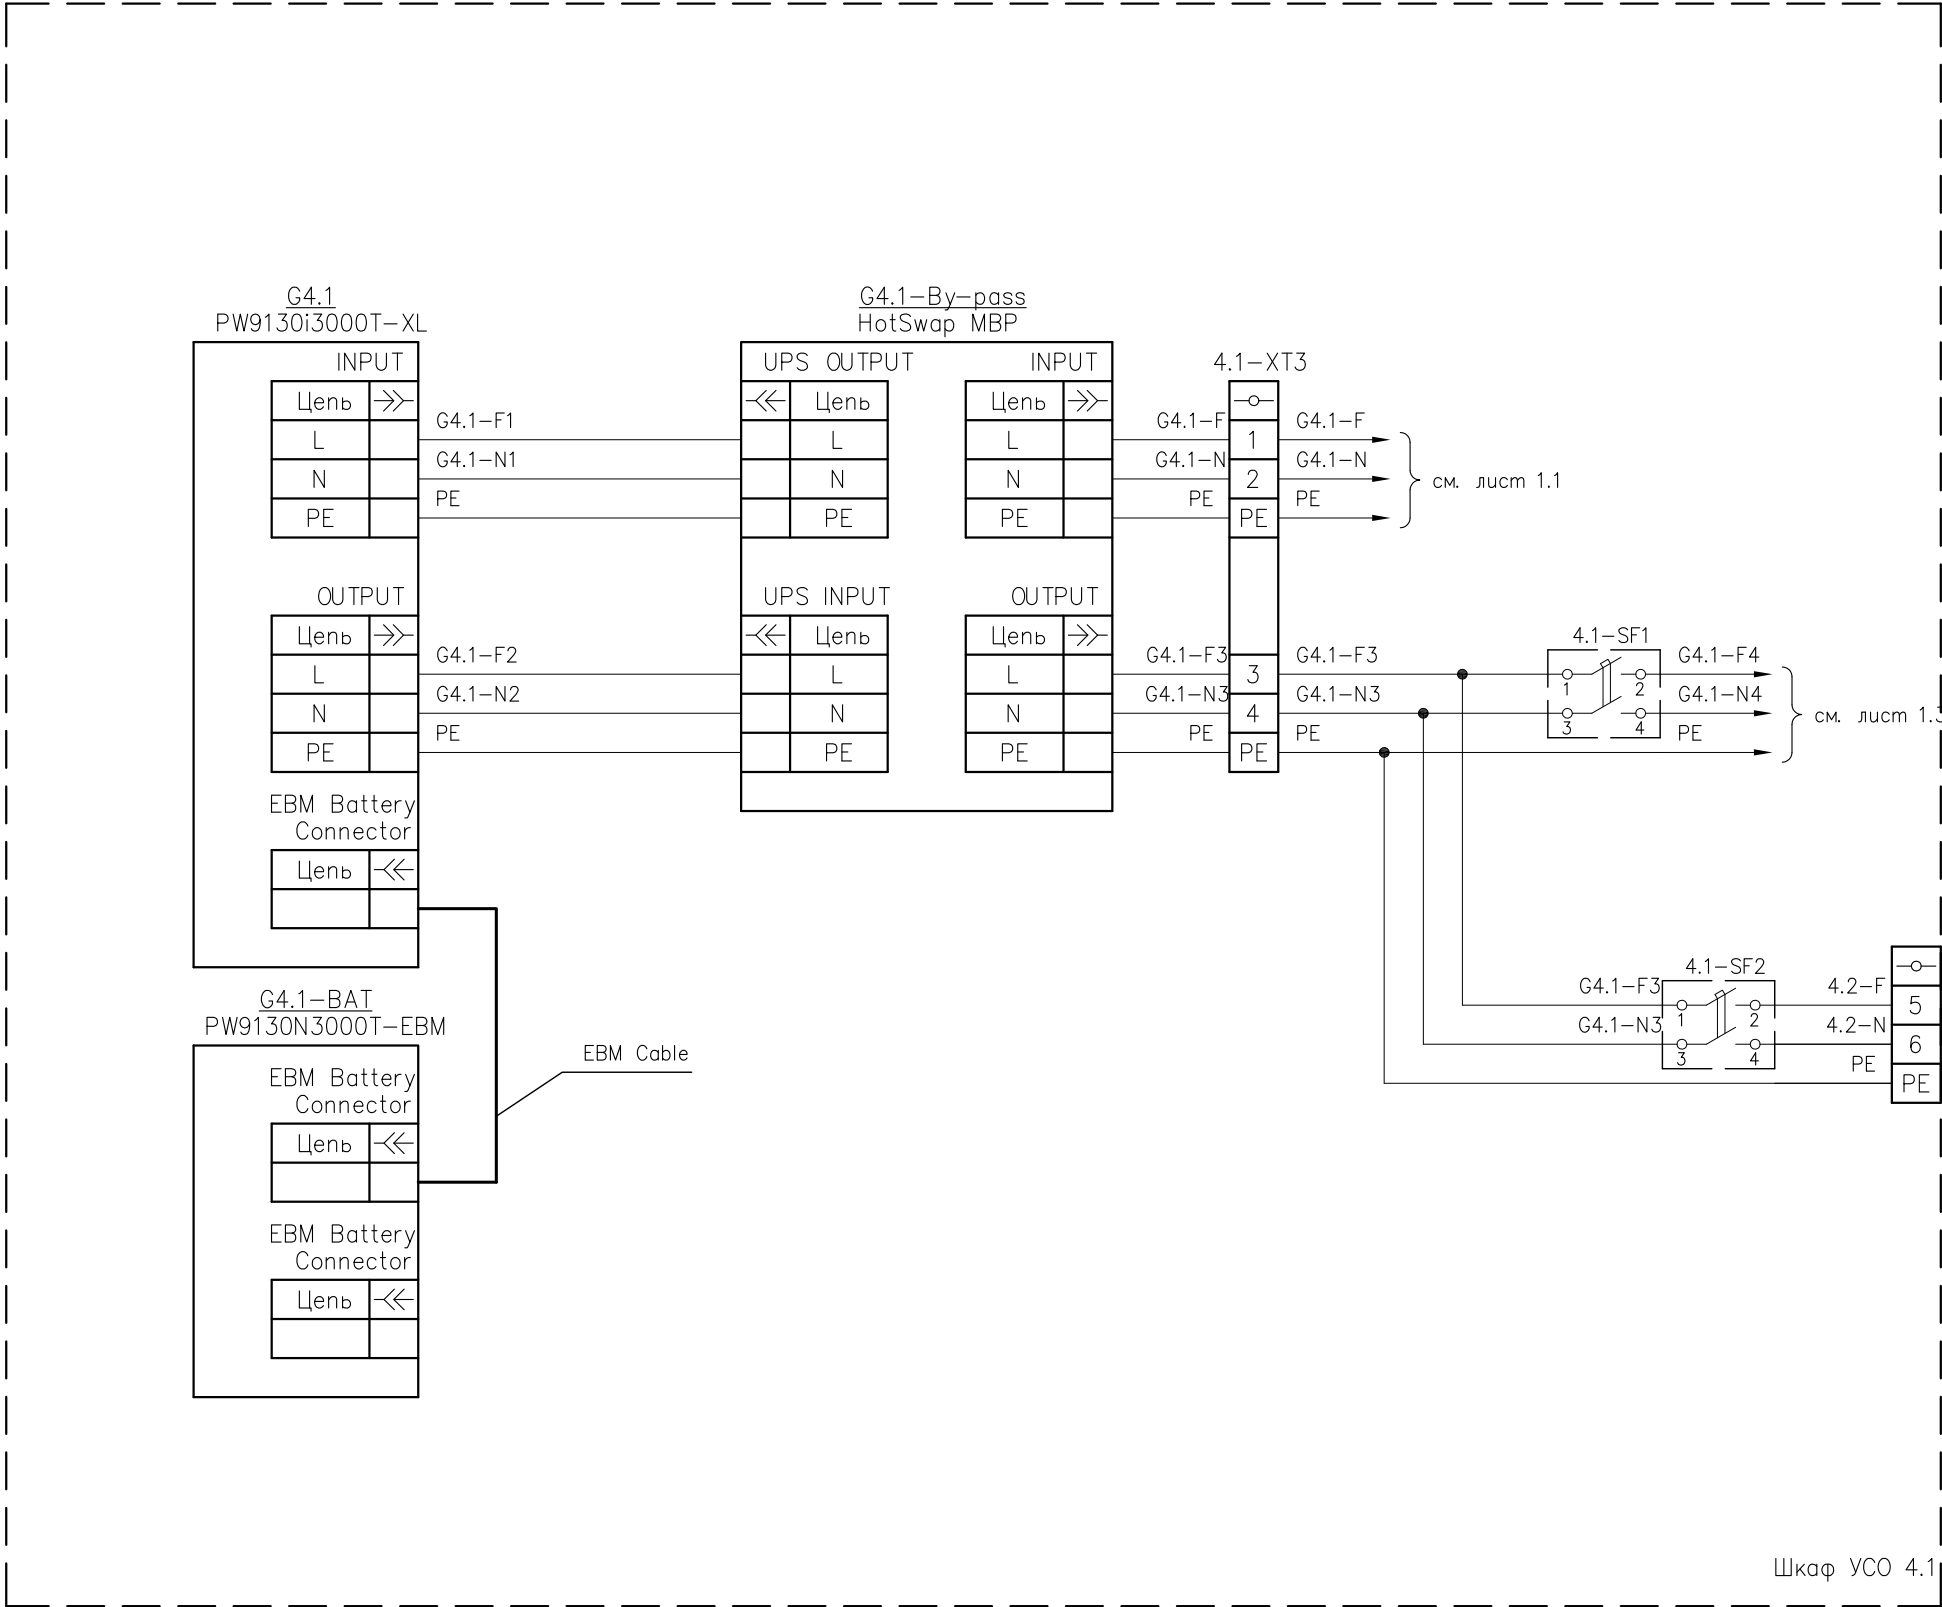 G4.1
PW9130i3000T-XL
INPUT
Цепь
G4.1-F1
L
G4.1-N1
N
PE
PE
OUTPUT
Цепь
G4.1-F2
L
G4.1-N2
N
PE
PE
EBM Battery
Connector
Цепь
G4.1-BAT
PW9130N3000T-EBM
EBM Battery
Connector
Цепь
EBM Battery
Connector
Цепь
EBM Cable
G4.1-By-pass
HotSwap MBP
UPS OUTPUT
Цепь
L
N
PE
UPS INPUT
Цепь
L
N
PE
INPUT
Цепь
L
N
PE
OUTPUT
Цепь
L
N
PE
4.1-XT3
G4.1-F
1
G4.1-F
G4.1-N
2
G4.1-N
PE
PE
PE
см. лист 1.1
G4.1-F3
3
G4.1-F3
G4.1-N3
4
G4.1-N3
PE
PE
PE
4.1-SF1
1
2
3
4
G4.1-F4
G4.1-N4
PE
см. лист 1.
4.1-SF2
G4.1-F3
1
2
4.2-F
5
G4.1-N3
3
4
4.2-N
6
PE
PE
Шкаф УСО 4.1